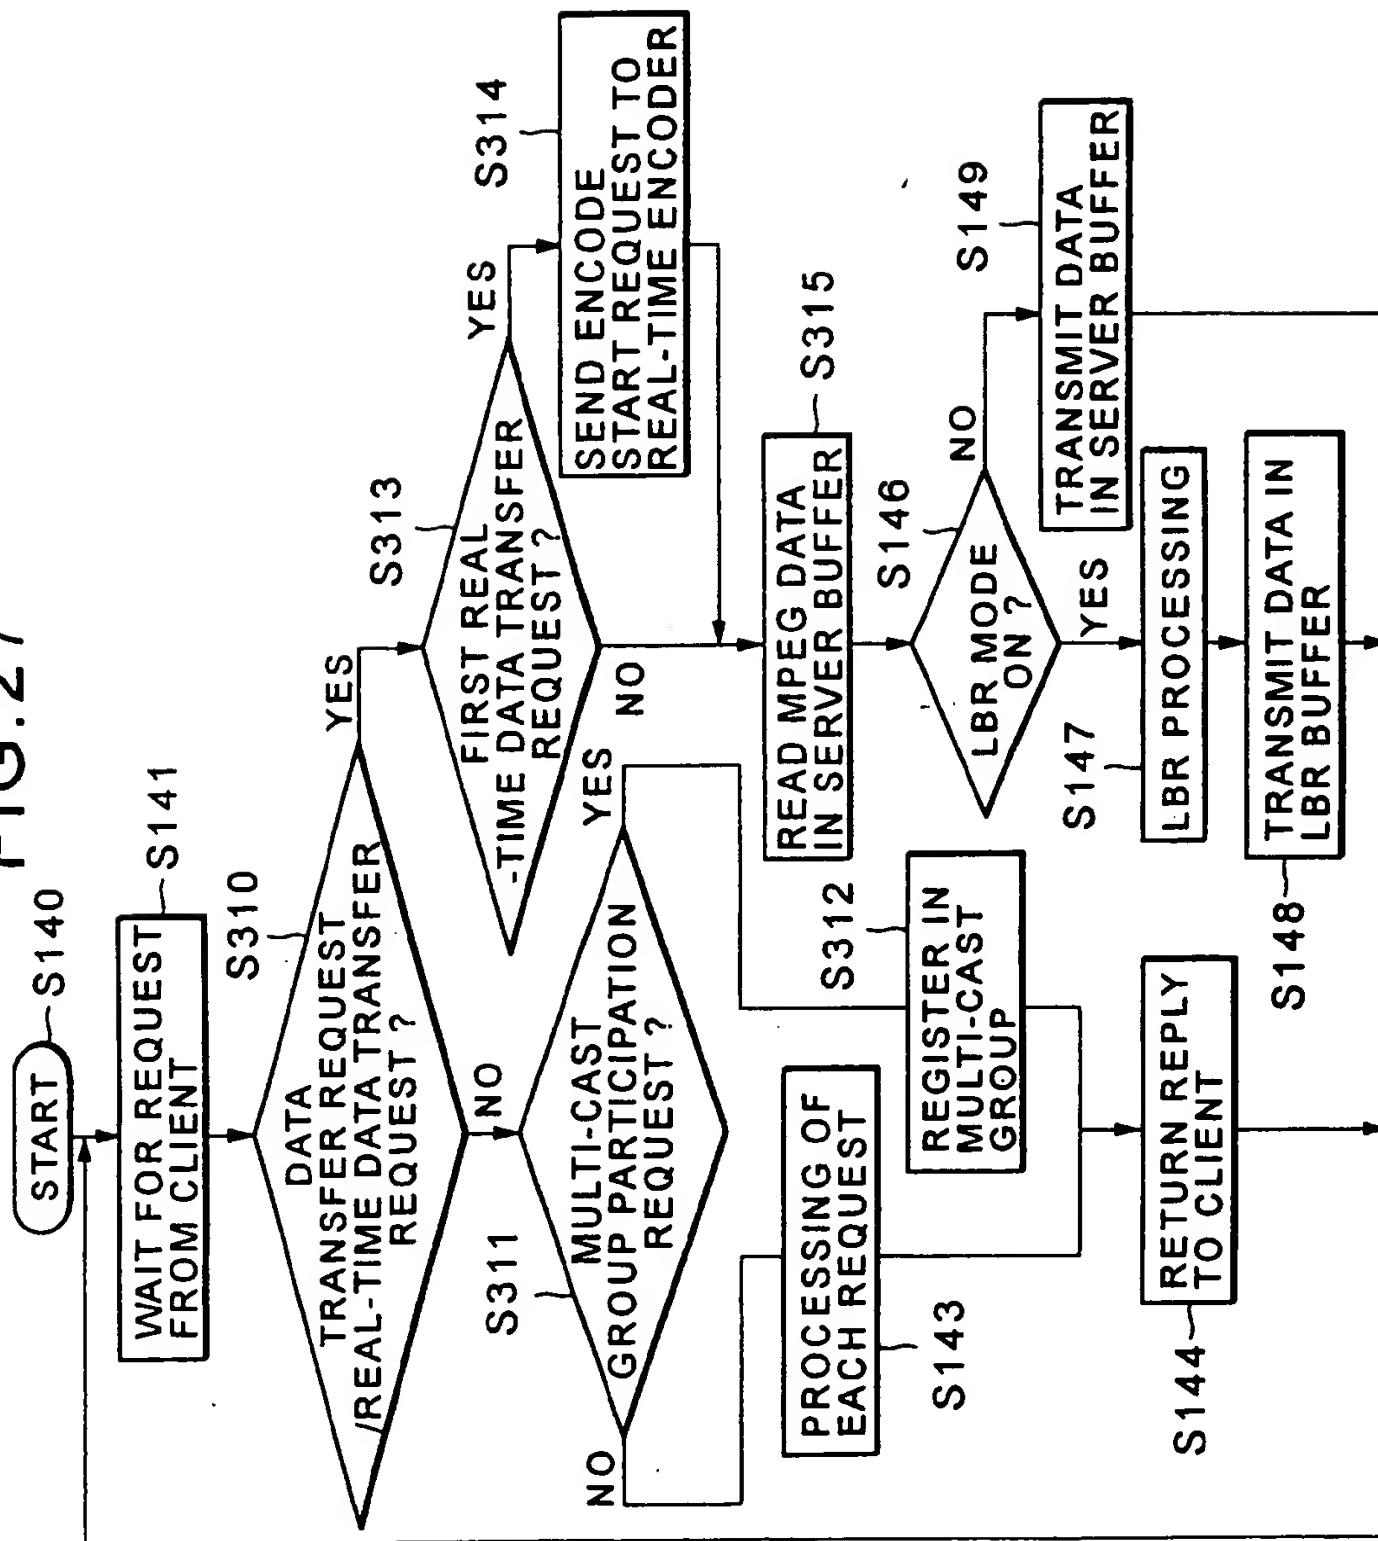 FIG.27
START
S140
WAIT FOR REQUEST
FROM CLIENT
S141
DATA
TRANSFER REQUEST
/REAL-TIME DATA TRANSFER
REQUEST ?
S310
YES
NO
FIRST REAL
-TIME DATA TRANSFER
REQUEST ?
S313
YES
NO
SEND ENCODE
START REQUEST TO
REAL-TIME ENCODER
S314
MULTI-CAST
GROUP PARTICIPATION
REQUEST ?
S311
YES
NO
READ MPEG DATA
IN SERVER BUFFER
S315
PROCESSING OF
EACH REQUEST
S143
REGISTER IN
MULTI-CAST
GROUP
S312
LBR MODE
ON ?
S146
NO
YES
TRANSMIT DATA
IN SERVER BUFFER
S149
LBR PROCESSING
S147
RETURN REPLY
TO CLIENT
S144
TRANSMIT DATA IN
LBR BUFFER
S148